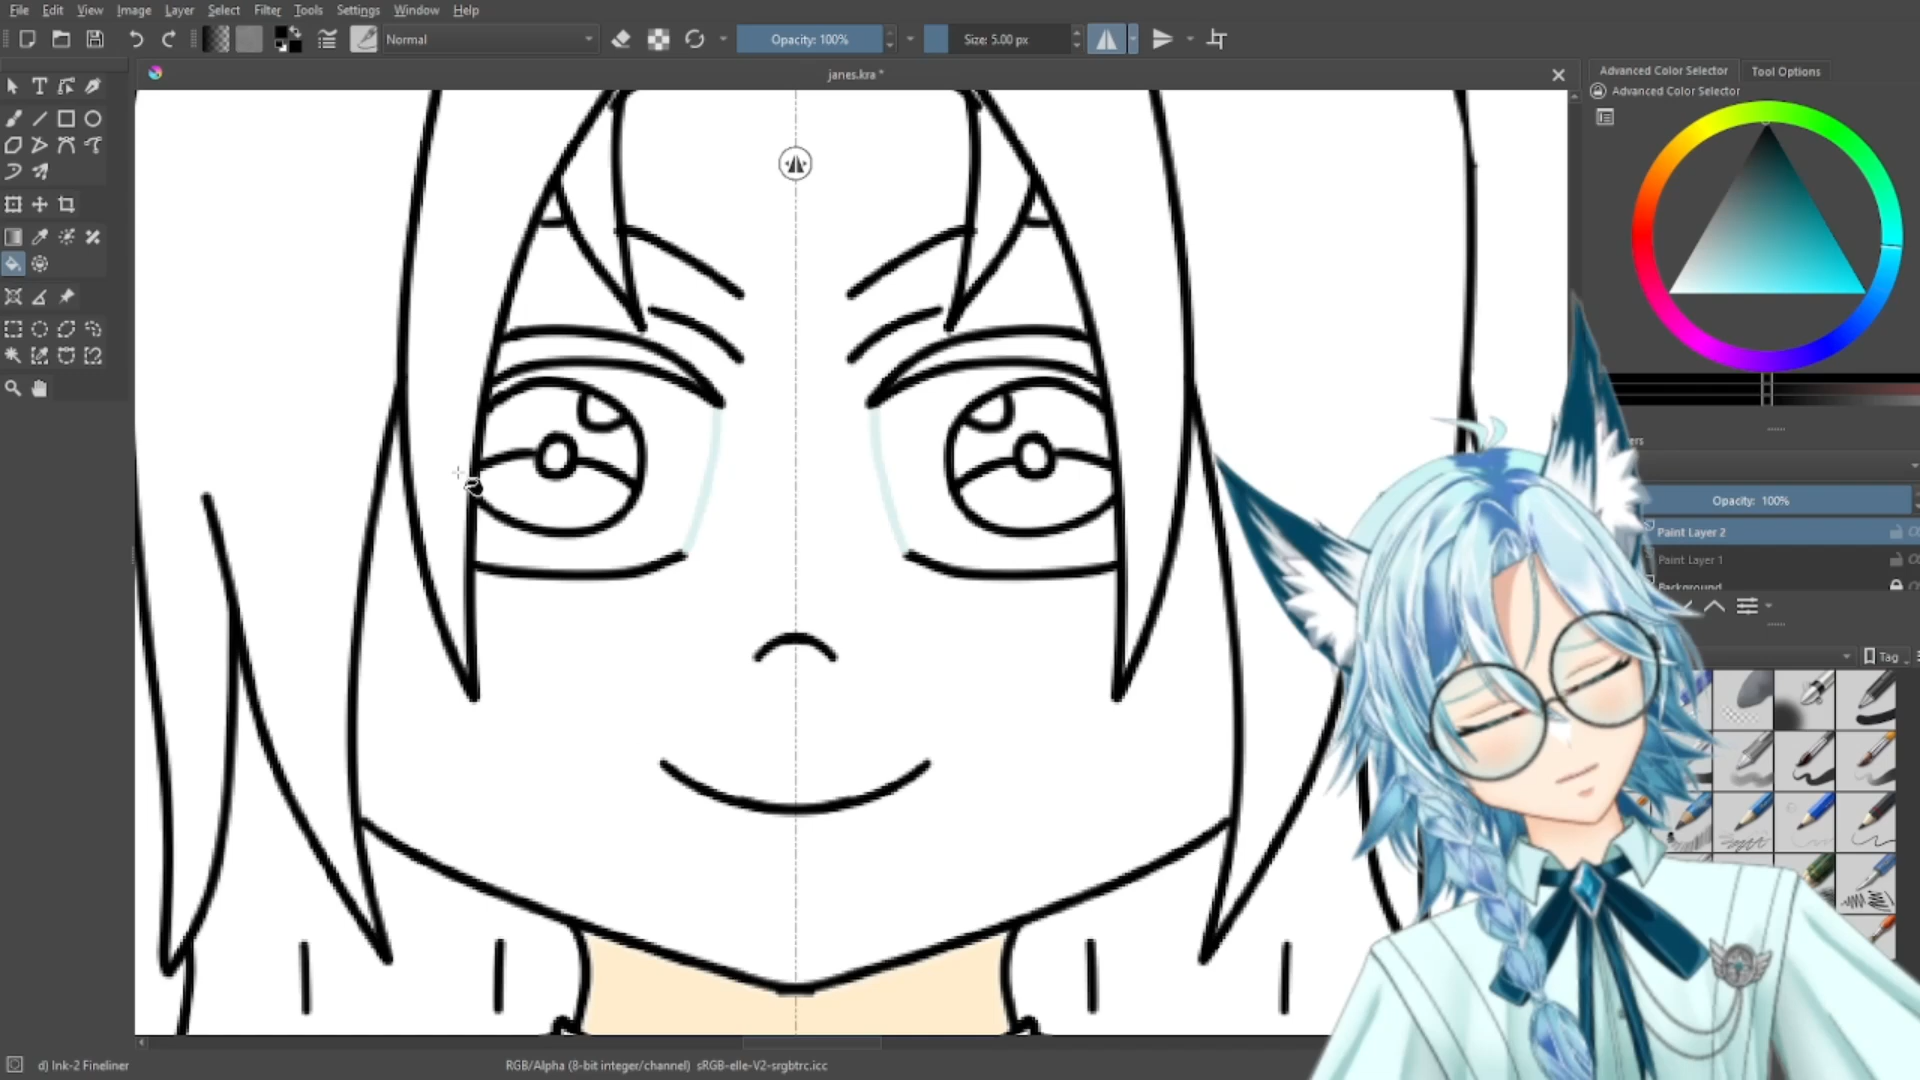 File Edit View Image Layer Select Filter Tools Settings Window Help
Normal Opacity: 100% Size: 5.00 px
janes.kra *
Advanced Color Selector Tool Options
Advanced Color Selector
ers
Opacity: 100%
Paint Layer 2
Paint Layer 1
Background
Tag
d) Ink-2 Fineliner RGB/Alpha (8-bit integer/channel) sRGB-elle-V2-srgbtrc.icc